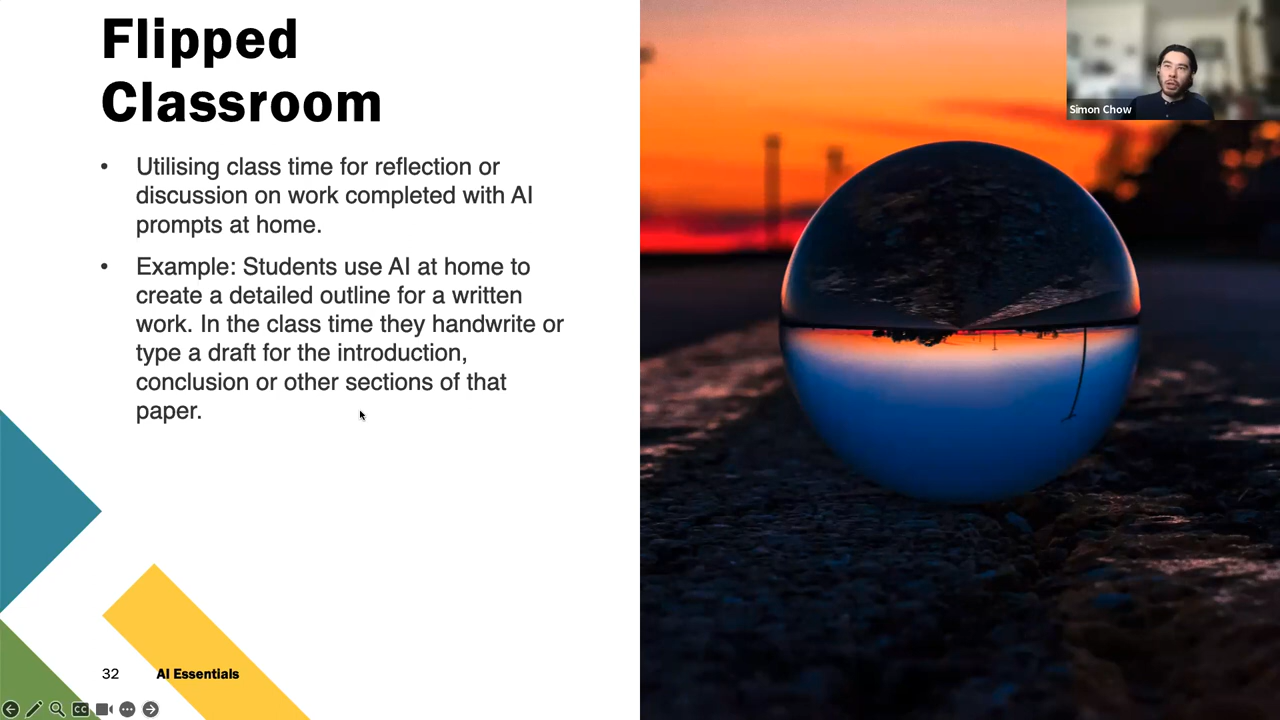 Flipped
Classroom
• Utilising class time for reflection or
discussion on work completed with AI
prompts at home.
• Example: Students use AI at home to
create a detailed outline for a written
work. In the class time they handwrite or
type a draft for the introduction,
conclusion or other sections of that
paper.
Simon Chow
32 AI Essentials
CC